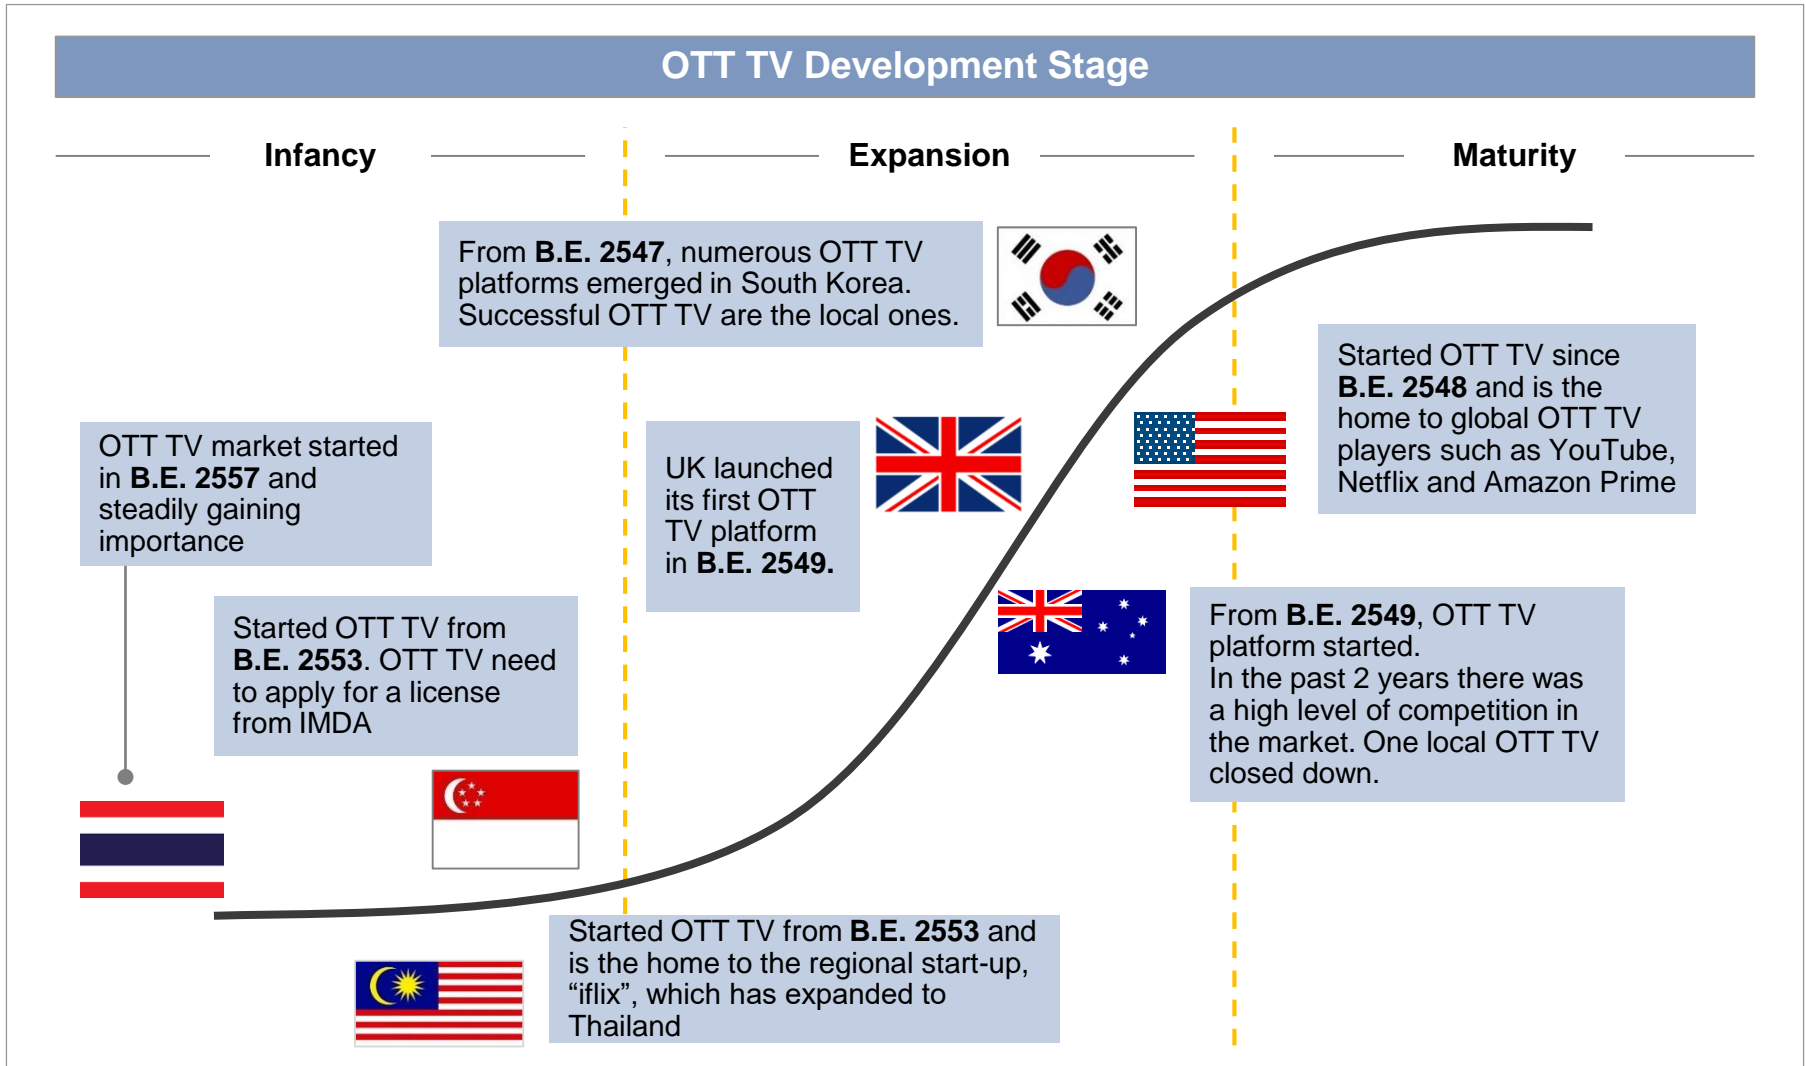 OTT TV Development Stage
Infancy
Expansion
Maturity
From B.E. 2547, numerous OTT TV
platforms emerged in South Korea.
Successful OTT TV are the local ones.
Started OTT TV since
B.E. 2548 and is the
home to global OTT TV
players such as YouTube,
Netflix and Amazon Prime
OTT TV market started
in B.E. 2557 and
steadily gaining
importance
UK launched
its first OTT
TV platform
in B.E. 2549.
Started OTT TV from
B.E. 2553. OTT TV need
to apply for a license
from IMDA
From B.E. 2549, OTT TV
platform started.
In the past 2 years there was
a high level of competition in
the market. One local OTT TV
closed down.
Started OTT TV from B.E. 2553 and
is the home to the regional start-up,
“iflix”, which has expanded to
Thailand